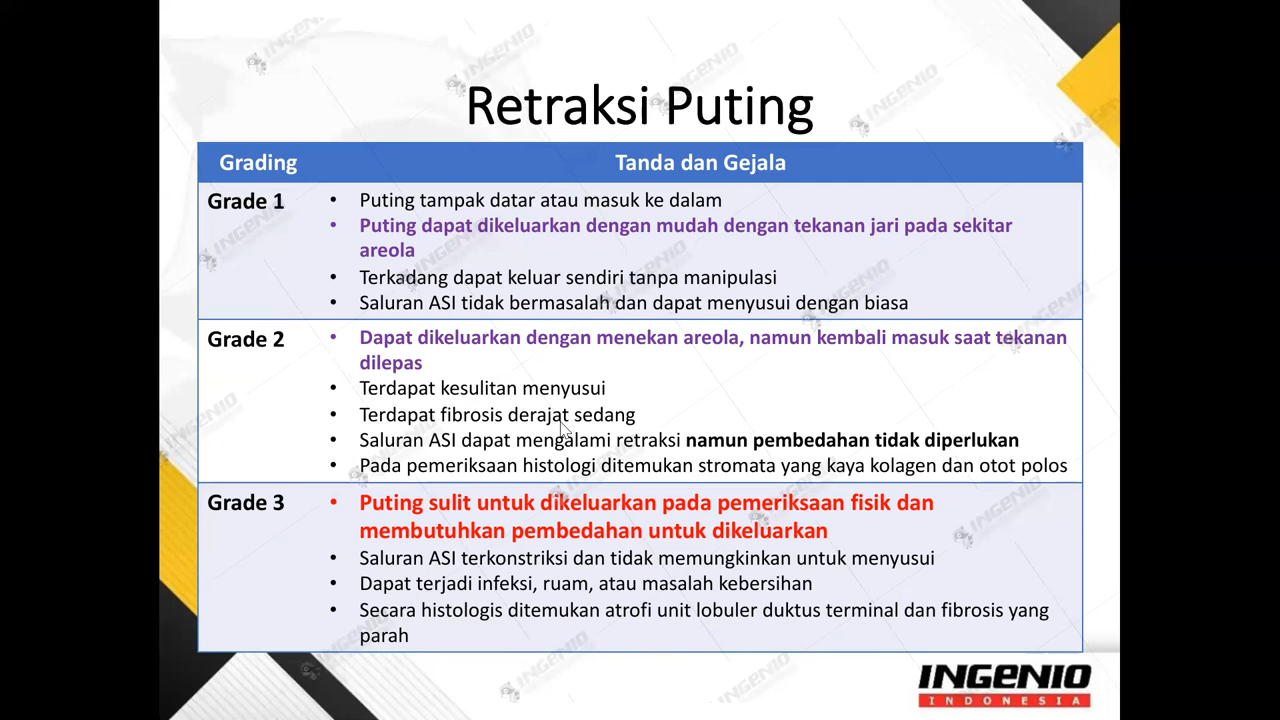 Retraksi Puting
Grading Tanda dan Gejala
Grade 1 • Puting tampak datar atau masuk ke dalam
• Puting dapat dikeluarkan dengan mudah dengan tekanan jari pada sekitar
areola
• Terkadang dapat keluar sendiri tanpa manipulasi
• Saluran ASI tidak bermasalah dan dapat menyusui dengan biasa
Grade 2 • Dapat dikeluarkan dengan menekan areola, namun kembali masuk saat tekanan
dilepas
• Terdapat kesulitan menyusui
• Terdapat fibrosis derajat sedang
• Saluran ASI dapat mengalami retraksi namun pembedahan tidak diperlukan
• Pada pemeriksaan histologi ditemukan stromata yang kaya kolagen dan otot polos
Grade 3 • Puting sulit untuk dikeluarkan pada pemeriksaan fisik dan
membutuhkan pembedahan untuk dikeluarkan
• Saluran ASI terkonstriksi dan tidak memungkinkan untuk menyusui
• Dapat terjadi infeksi, ruam, atau masalah kebersihan
• Secara histologis ditemukan atrofi unit lobuler duktus terminal dan fibrosis yang
parah
INGENIO
INDONESIA